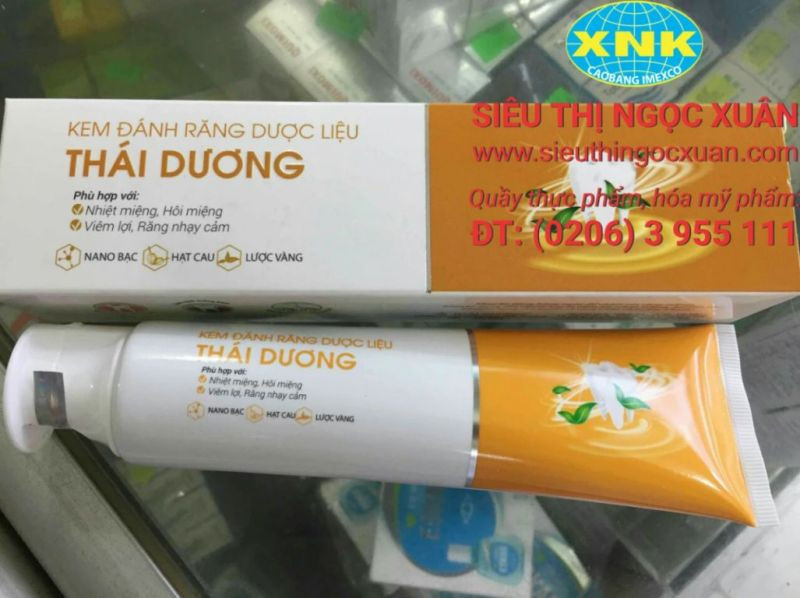 XNK
CAOBANG IMEXCO
SIÊU THỊ NGỌC XUÂN
www.sieuthingocxuan.com
Quầy thực phẩm, hóa mỹ phẩm
ĐT: (0206) 3 955 111
KEM ĐÁNH RĂNG DƯỢC LIỆU
THÁI DƯƠNG
Phù hợp với:
Nhiệt miệng, Hôi miệng
Viêm lợi, Răng nhạy cảm
NANO BẠC HẠT CAU LƯỢC VÀNG
KEM ĐÁNH RĂNG DƯỢC LIỆU
THÁI DƯƠNG
Phù hợp với:
Nhiệt miệng, Hôi miệng
Viêm lợi, Răng nhạy cảm
NANO BẠC HẠT CAU LƯỢC VÀNG